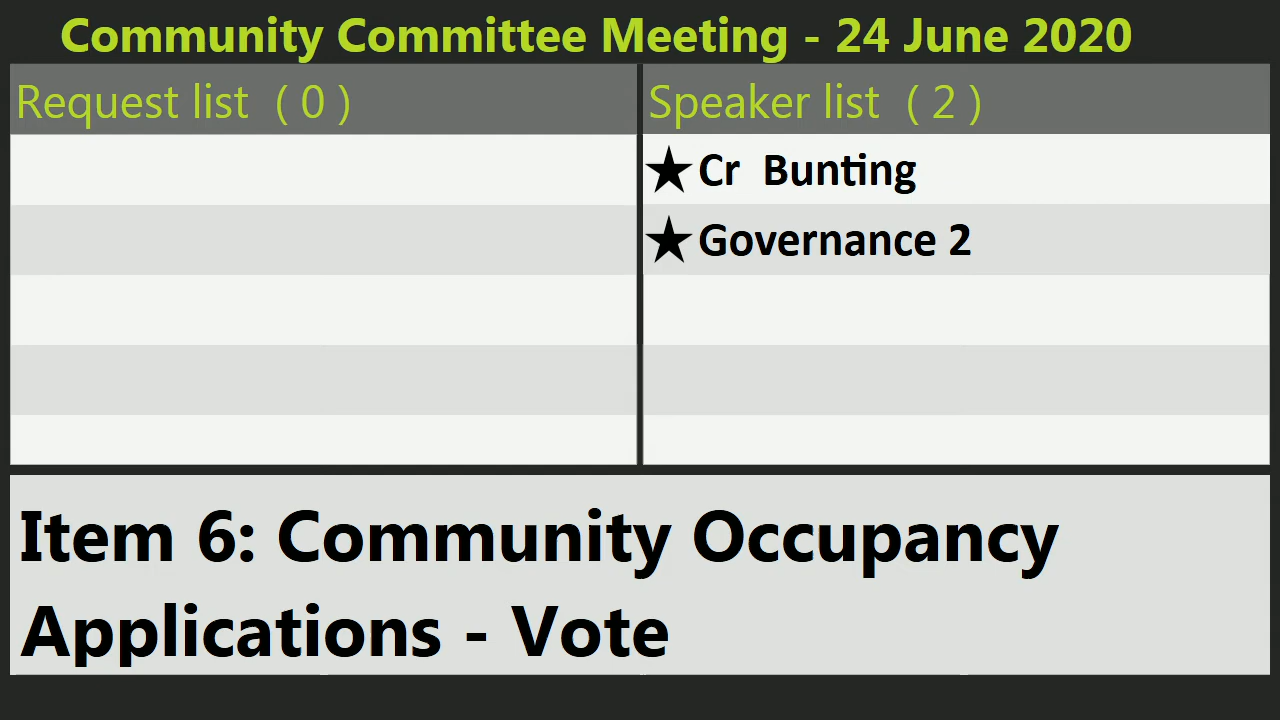 Community Committee Meeting - 24 June 2020
Request list ( 0 )
Speaker list ( 2 )
★ Cr Bunting
★ Governance 2
Item 6: Community Occupancy
Applications - Vote